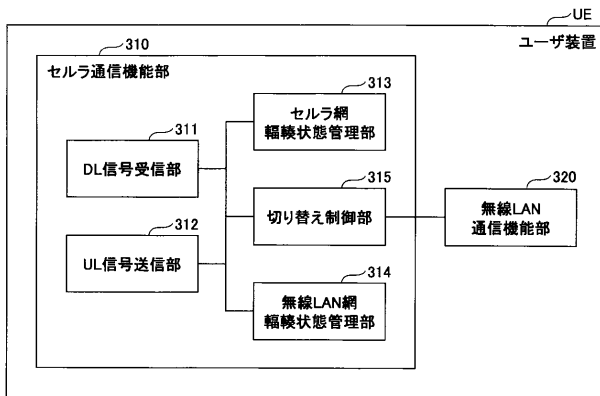 UE
ユーザ装置
310
セルラ通信機能部
311
DL信号受信部
312
UL信号送信部
313
セルラ網
輻輳状態管理部
315
切り替え制御部
314
無線LAN網
輻輳状態管理部
320
無線LAN
通信機能部